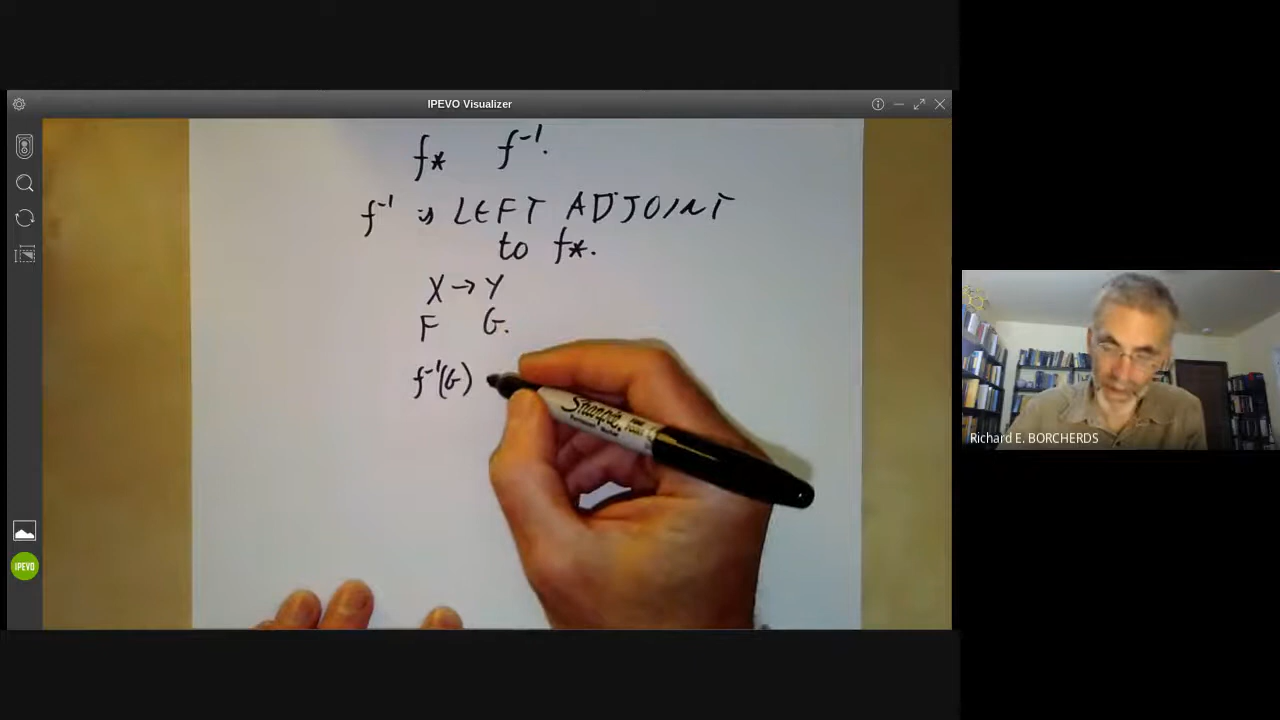 IPEVO Visualizer
f* f⁻¹.
f⁻¹ is LEFT ADJOINT
to f*.
X → Y
F G.
f⁻¹(G)
Sharpie.
Richard E. BORCHERDS
IPEVO